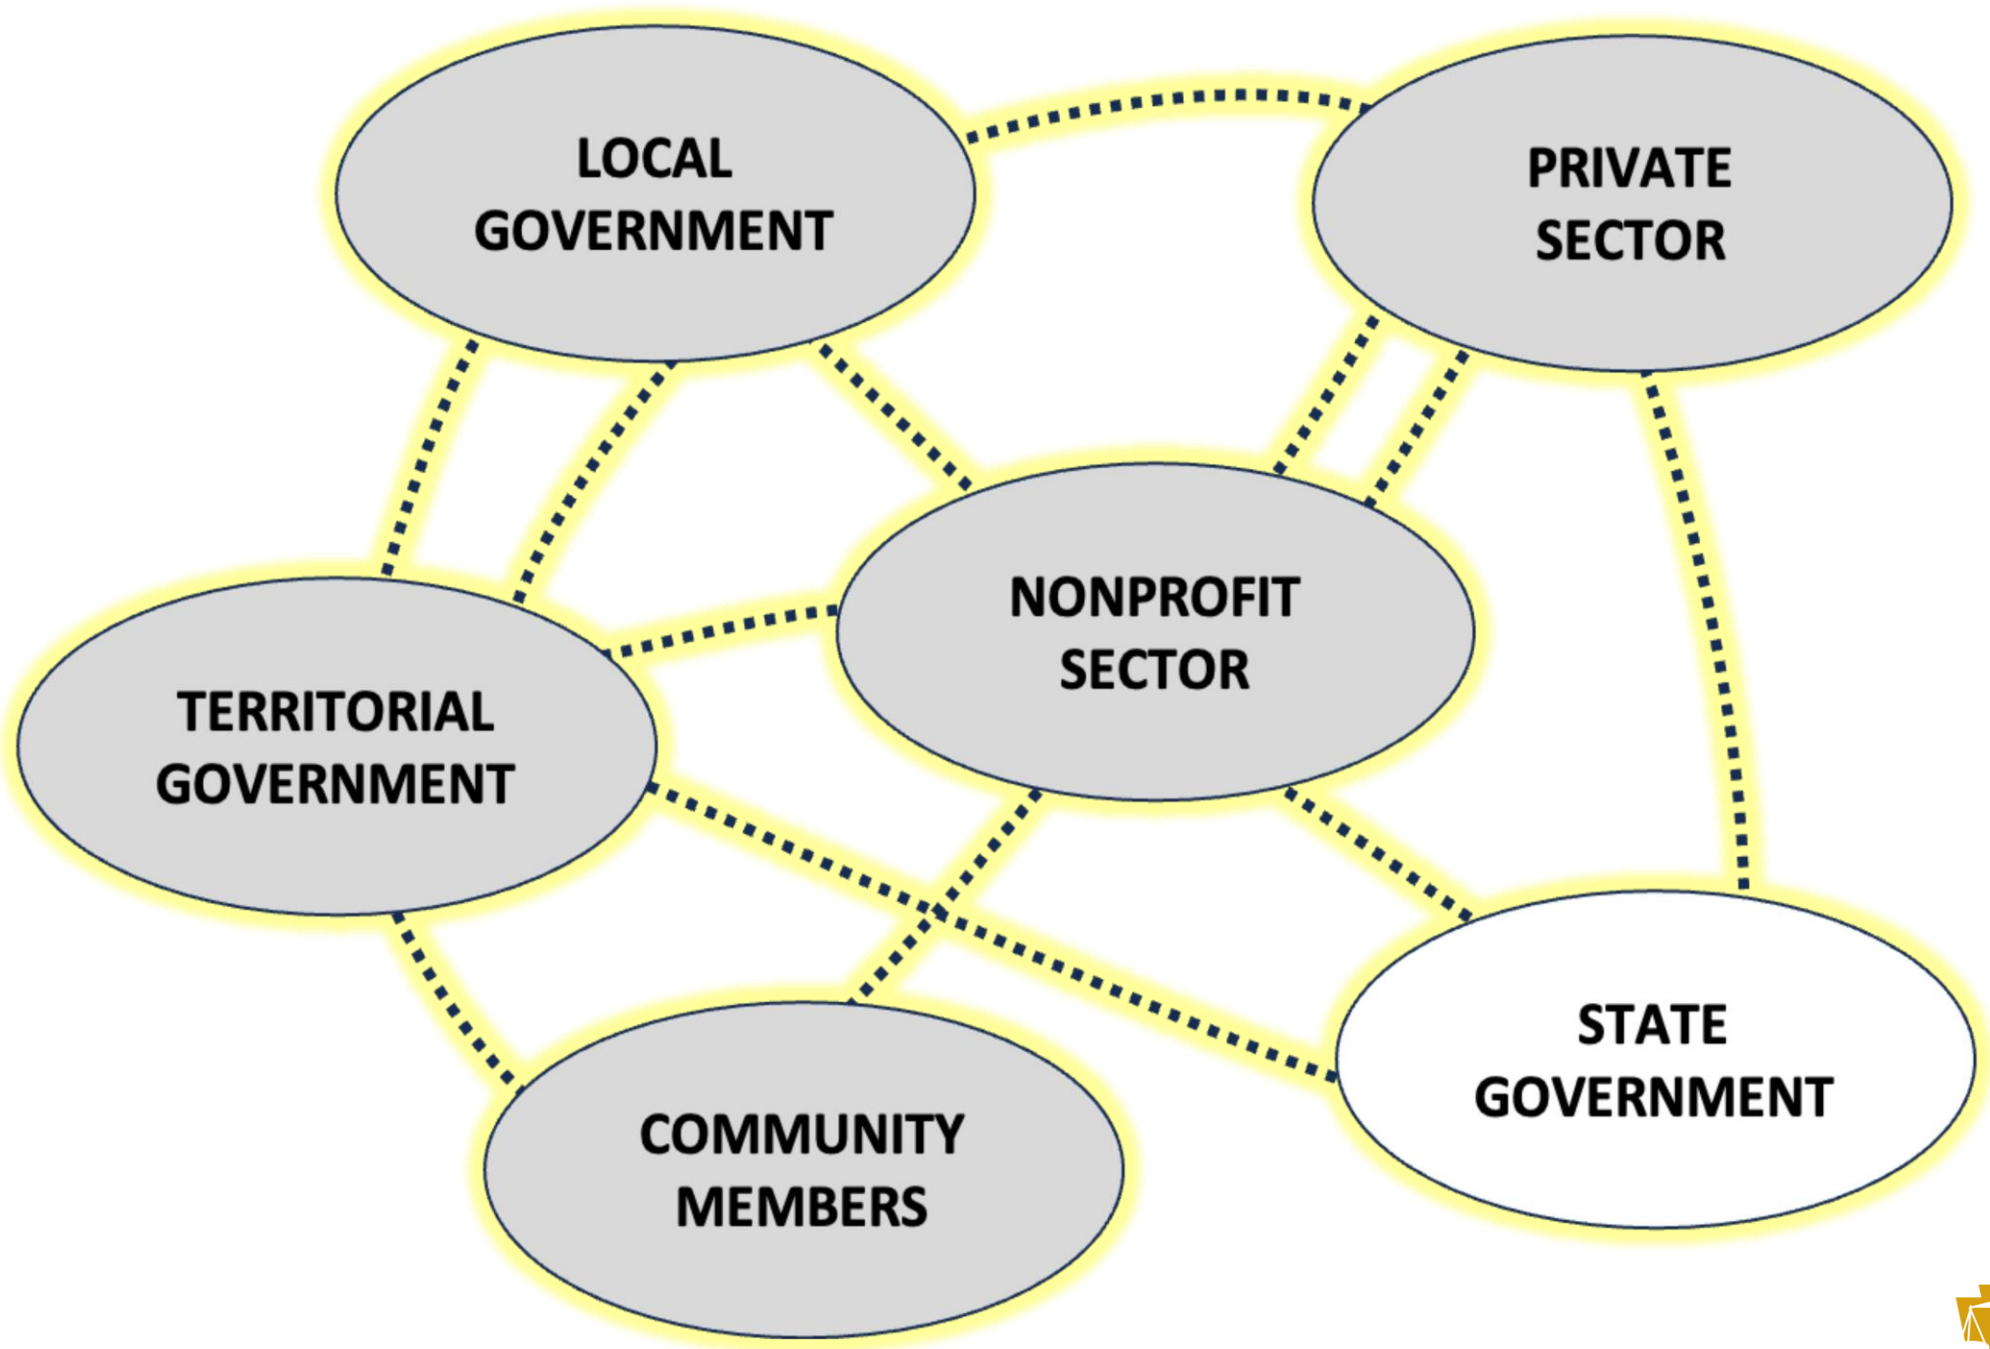 LOCAL
GOVERNMENT
PRIVATE
SECTOR
NONPROFIT
SECTOR
TERRITORIAL
GOVERNMENT
STATE
GOVERNMENT
COMMUNITY
MEMBERS